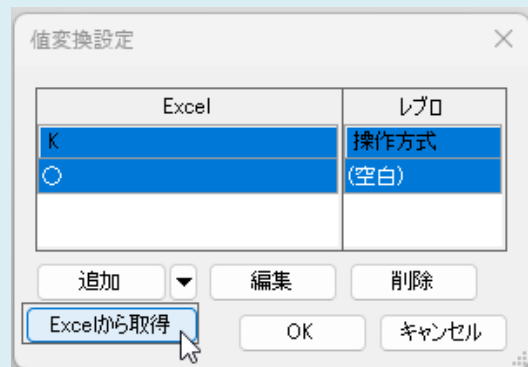 値変換設定
Excel レブロ
K 操作方式
○ (空白)
追加 編集 削除
Excelから取得 OK キャンセル